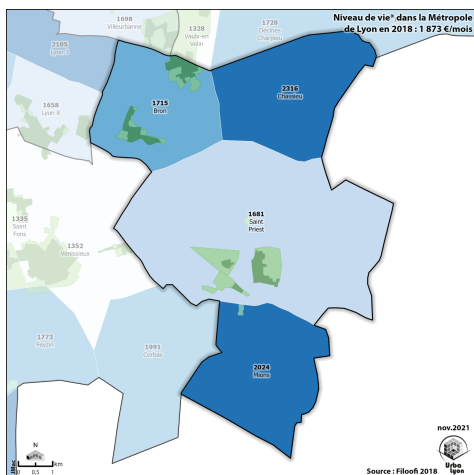 Niveau de vie* dans la Métropole
de Lyon en 2018 : 1 873 €/mois
1698
Villeurbanne
1328
Vaulx-en
Velin
1728
Décines
Charpieu
2105
Lyon 3
1715
Bron
2316
Chassieu
1658
Lyon 8
1681
Saint
Priest
1335
Saint
Fons
1352
Vénissieux
1773
Feyzin
1991
Corbas
2024
Mions
nov.2021
N
0 0,5 1 km
Urba
Lyon
Source : Filoofi 2018